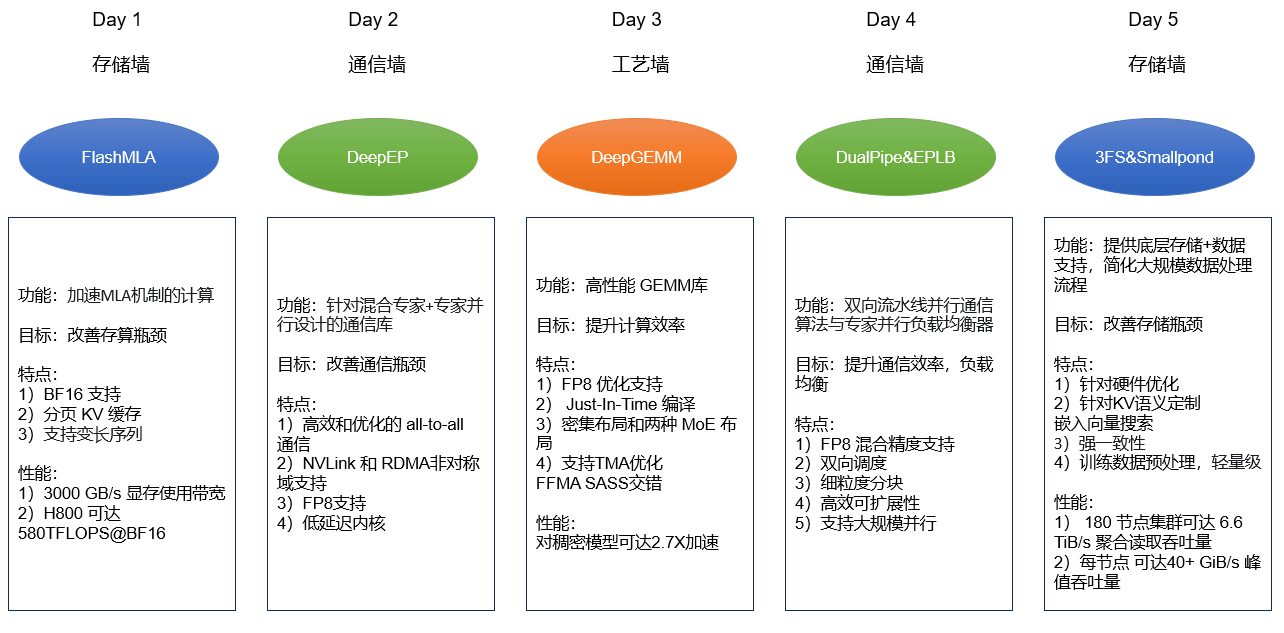 Day 1
存储墙
FlashMLA
功能：加速MLA机制的计算
目标：改善存算瓶颈
特点：
1）BF16 支持
2）分页 KV 缓存
3）支持变长序列
性能：
1）3000 GB/s 显存使用带宽
2）H800 可达
580TFLOPS@BF16
Day 2
通信墙
DeepEP
功能：针对混合专家+专家并
行设计的通信库
目标：改善通信瓶颈
特点：
1）高效和优化的 all-to-all
通信
2）NVLink 和 RDMA非对称
域支持
3）FP8支持
4）低延迟内核
Day 3
工艺墙
DeepGEMM
功能：高性能 GEMM库
目标：提升计算效率
特点：
1）FP8 优化支持
2） Just-In-Time 编译
3）密集布局和两种 MoE 布
局
4）支持TMA优化
FFMA SASS交错
性能：
对稠密模型可达2.7X加速
Day 4
通信墙
DualPipe&EPLB
功能：双向流水线并行通信
算法与专家并行负载均衡器
目标：提升通信效率，负载
均衡
特点：
1）FP8 混合精度支持
2）双向调度
3）细粒度分块
4）高效可扩展性
5）支持大规模并行
Day 5
存储墙
3FS&Smallpond
功能：提供底层存储+数据
支持，简化大规模数据处理
流程
目标：改善存储瓶颈
特点：
1）针对硬件优化
2）针对KV语义定制
嵌入向量搜索
3）强一致性
4）训练数据预处理，轻量级
性能：
1） 180 节点集群可达 6.6
TiB/s 聚合读取吞吐量
2）每节点 可达40+ GiB/s 峰
值吞吐量